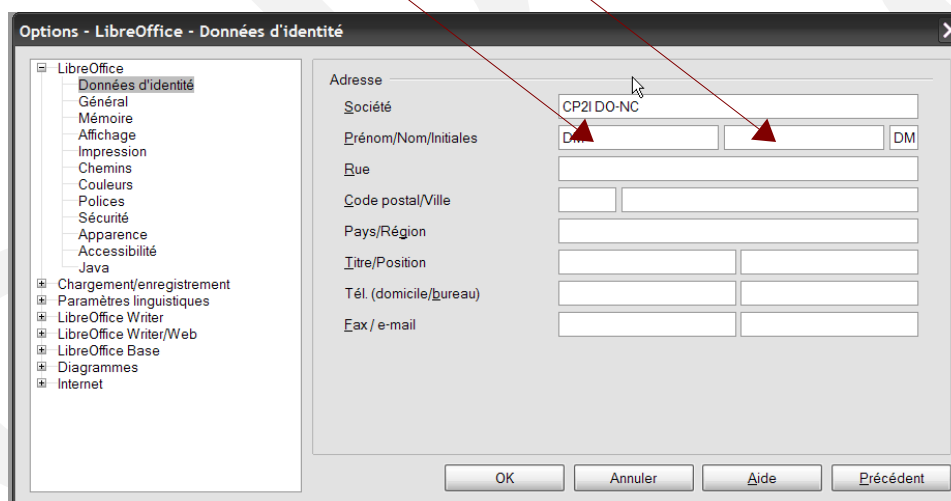 Options - LibreOffice - Données d'identité
LibreOffice
Données d'identité
Général
Mémoire
Affichage
Impression
Chemins
Couleurs
Polices
Sécurité
Apparence
Accessibilité
Java
Chargement/enregistrement
Paramètres linguistiques
LibreOffice Writer
LibreOffice Writer/Web
LibreOffice Base
Diagrammes
Internet
Adresse
Société CP2I DO-NC
Prénom/Nom/Initiales DM DM
Rue
Code postal/Ville
Pays/Région
Titre/Position
Tél. (domicile/bureau)
Fax / e-mail
OK Annuler Aide Précédent